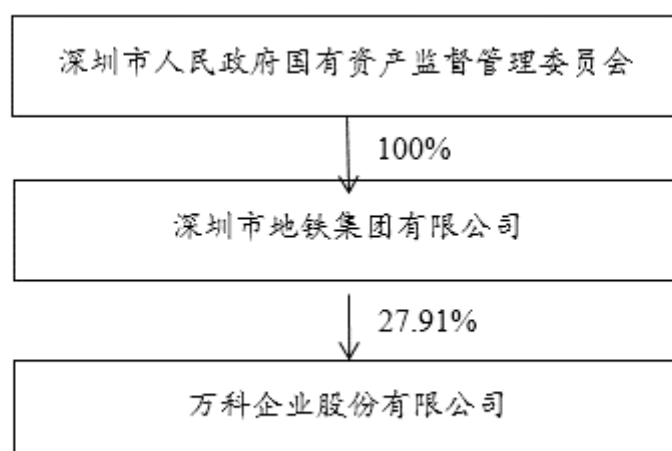 深圳市人民政府国有资产监督管理委员会
100%
深圳市地铁集团有限公司
27.91%
万科企业股份有限公司